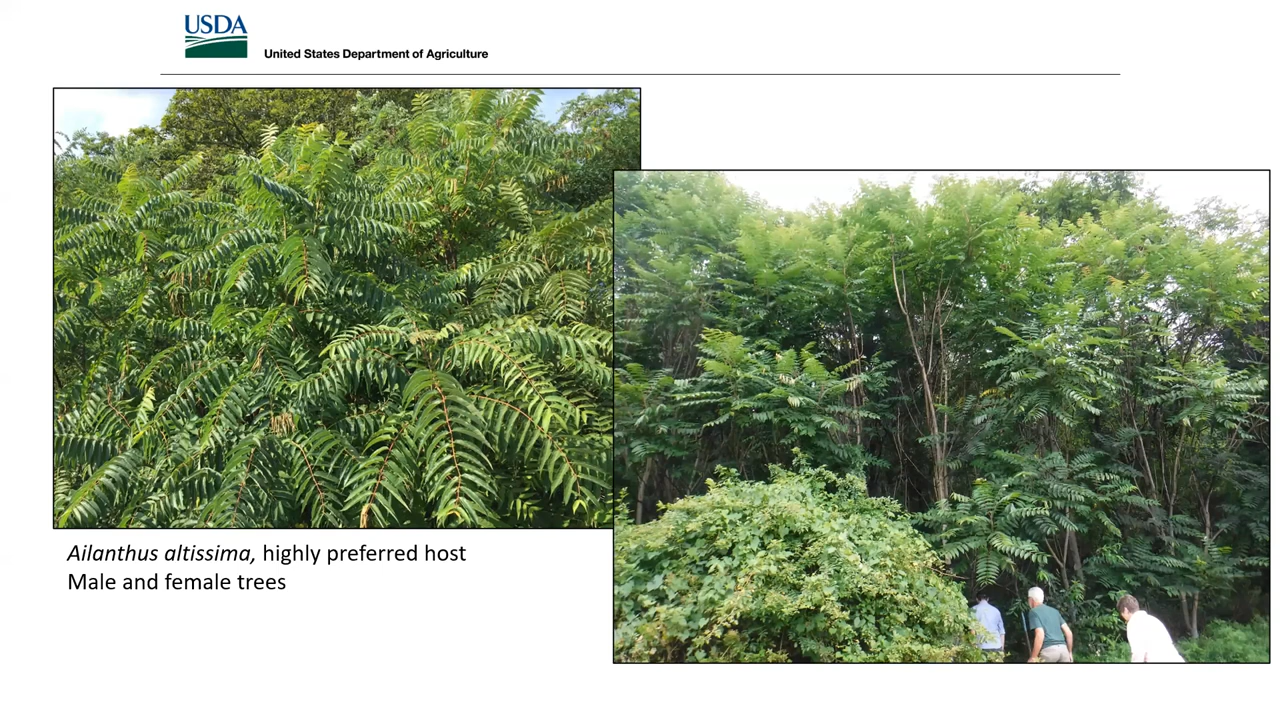 USDA
United States Department of Agriculture
Ailanthus altissima, highly preferred host
Male and female trees